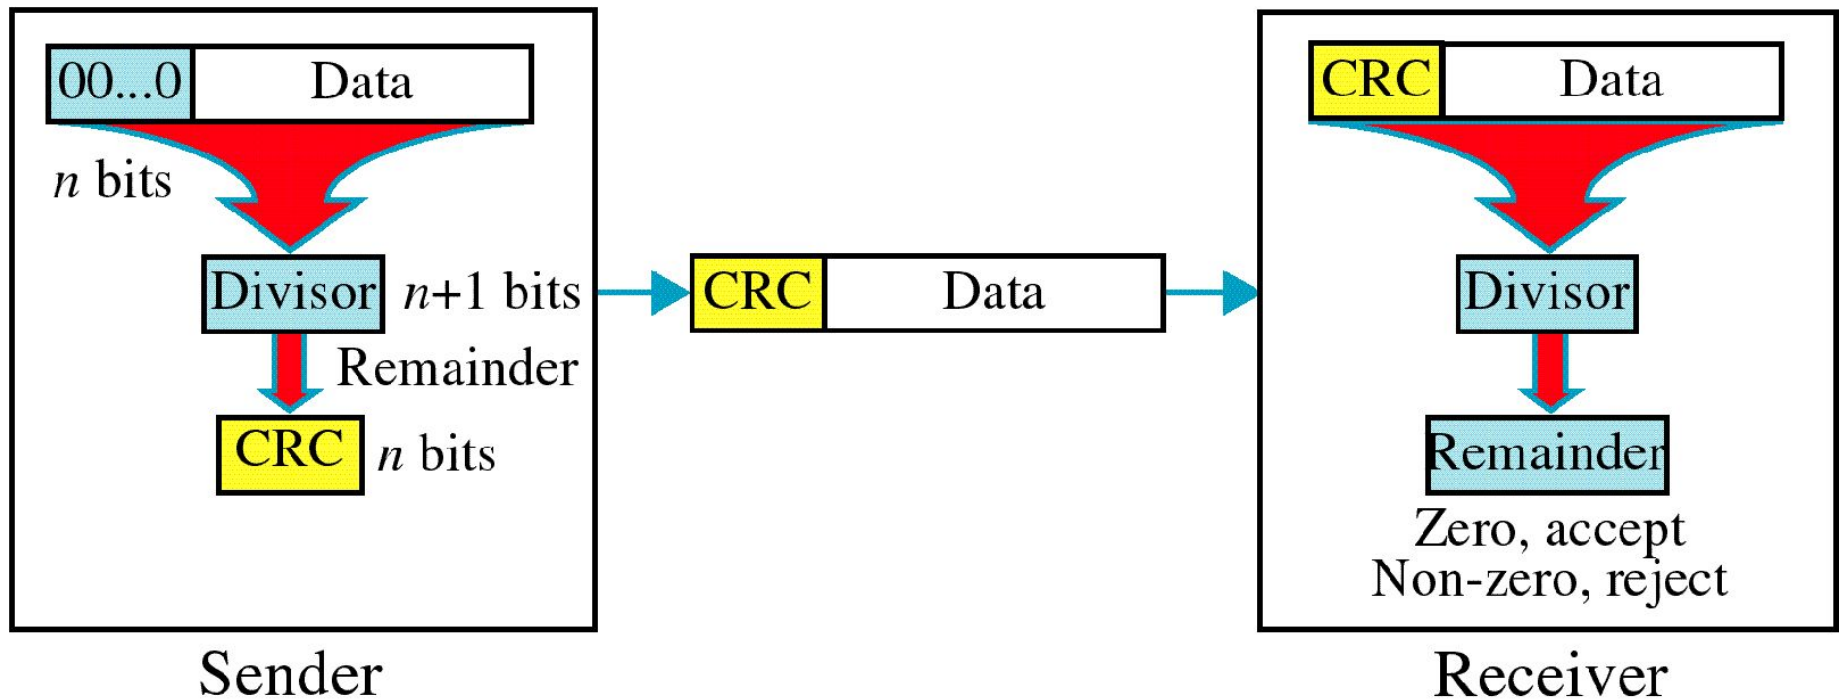 00...0 Data
n bits
Divisor n+1 bits
Remainder
CRC n bits
Sender
CRC Data
CRC Data
Divisor
Remainder
Zero, accept
Non-zero, reject
Receiver